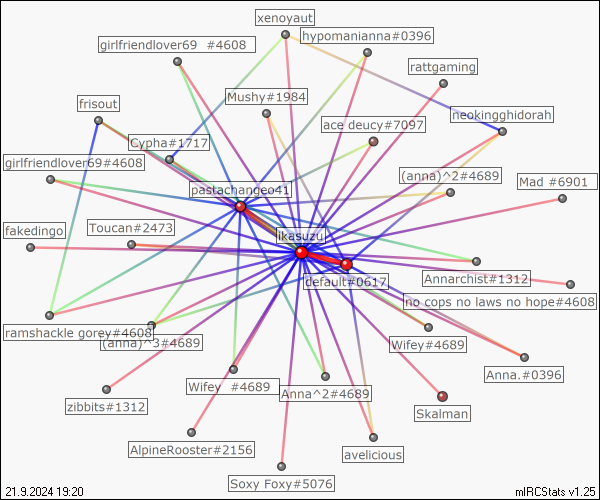 xenoyaut
hypomanianna#0396
girlfriendlover69 #4608
rattgaming
Mushy#1984
frisout
neokingghidorah
ace deucy#7097
Cypha#1717
girlfriendlover69#4608
(anna)^2#4689
Mad #6901
pastachangeo41
Toucan#2473
fakedingo
ikasuzu
default#0617
Annarchist#1312
no cops no laws no hope#4608
ramshackle gorey#4608
(anna)^3#4689
Wifey#4689
Anna.#0396
Wifey #4689
Anna^2#4689
zibbits#1312
Skalman
AlpineRooster#2156
avelicious
Soxy Foxy#5076
21.9.2024 19:20
mIRCStats v1.25